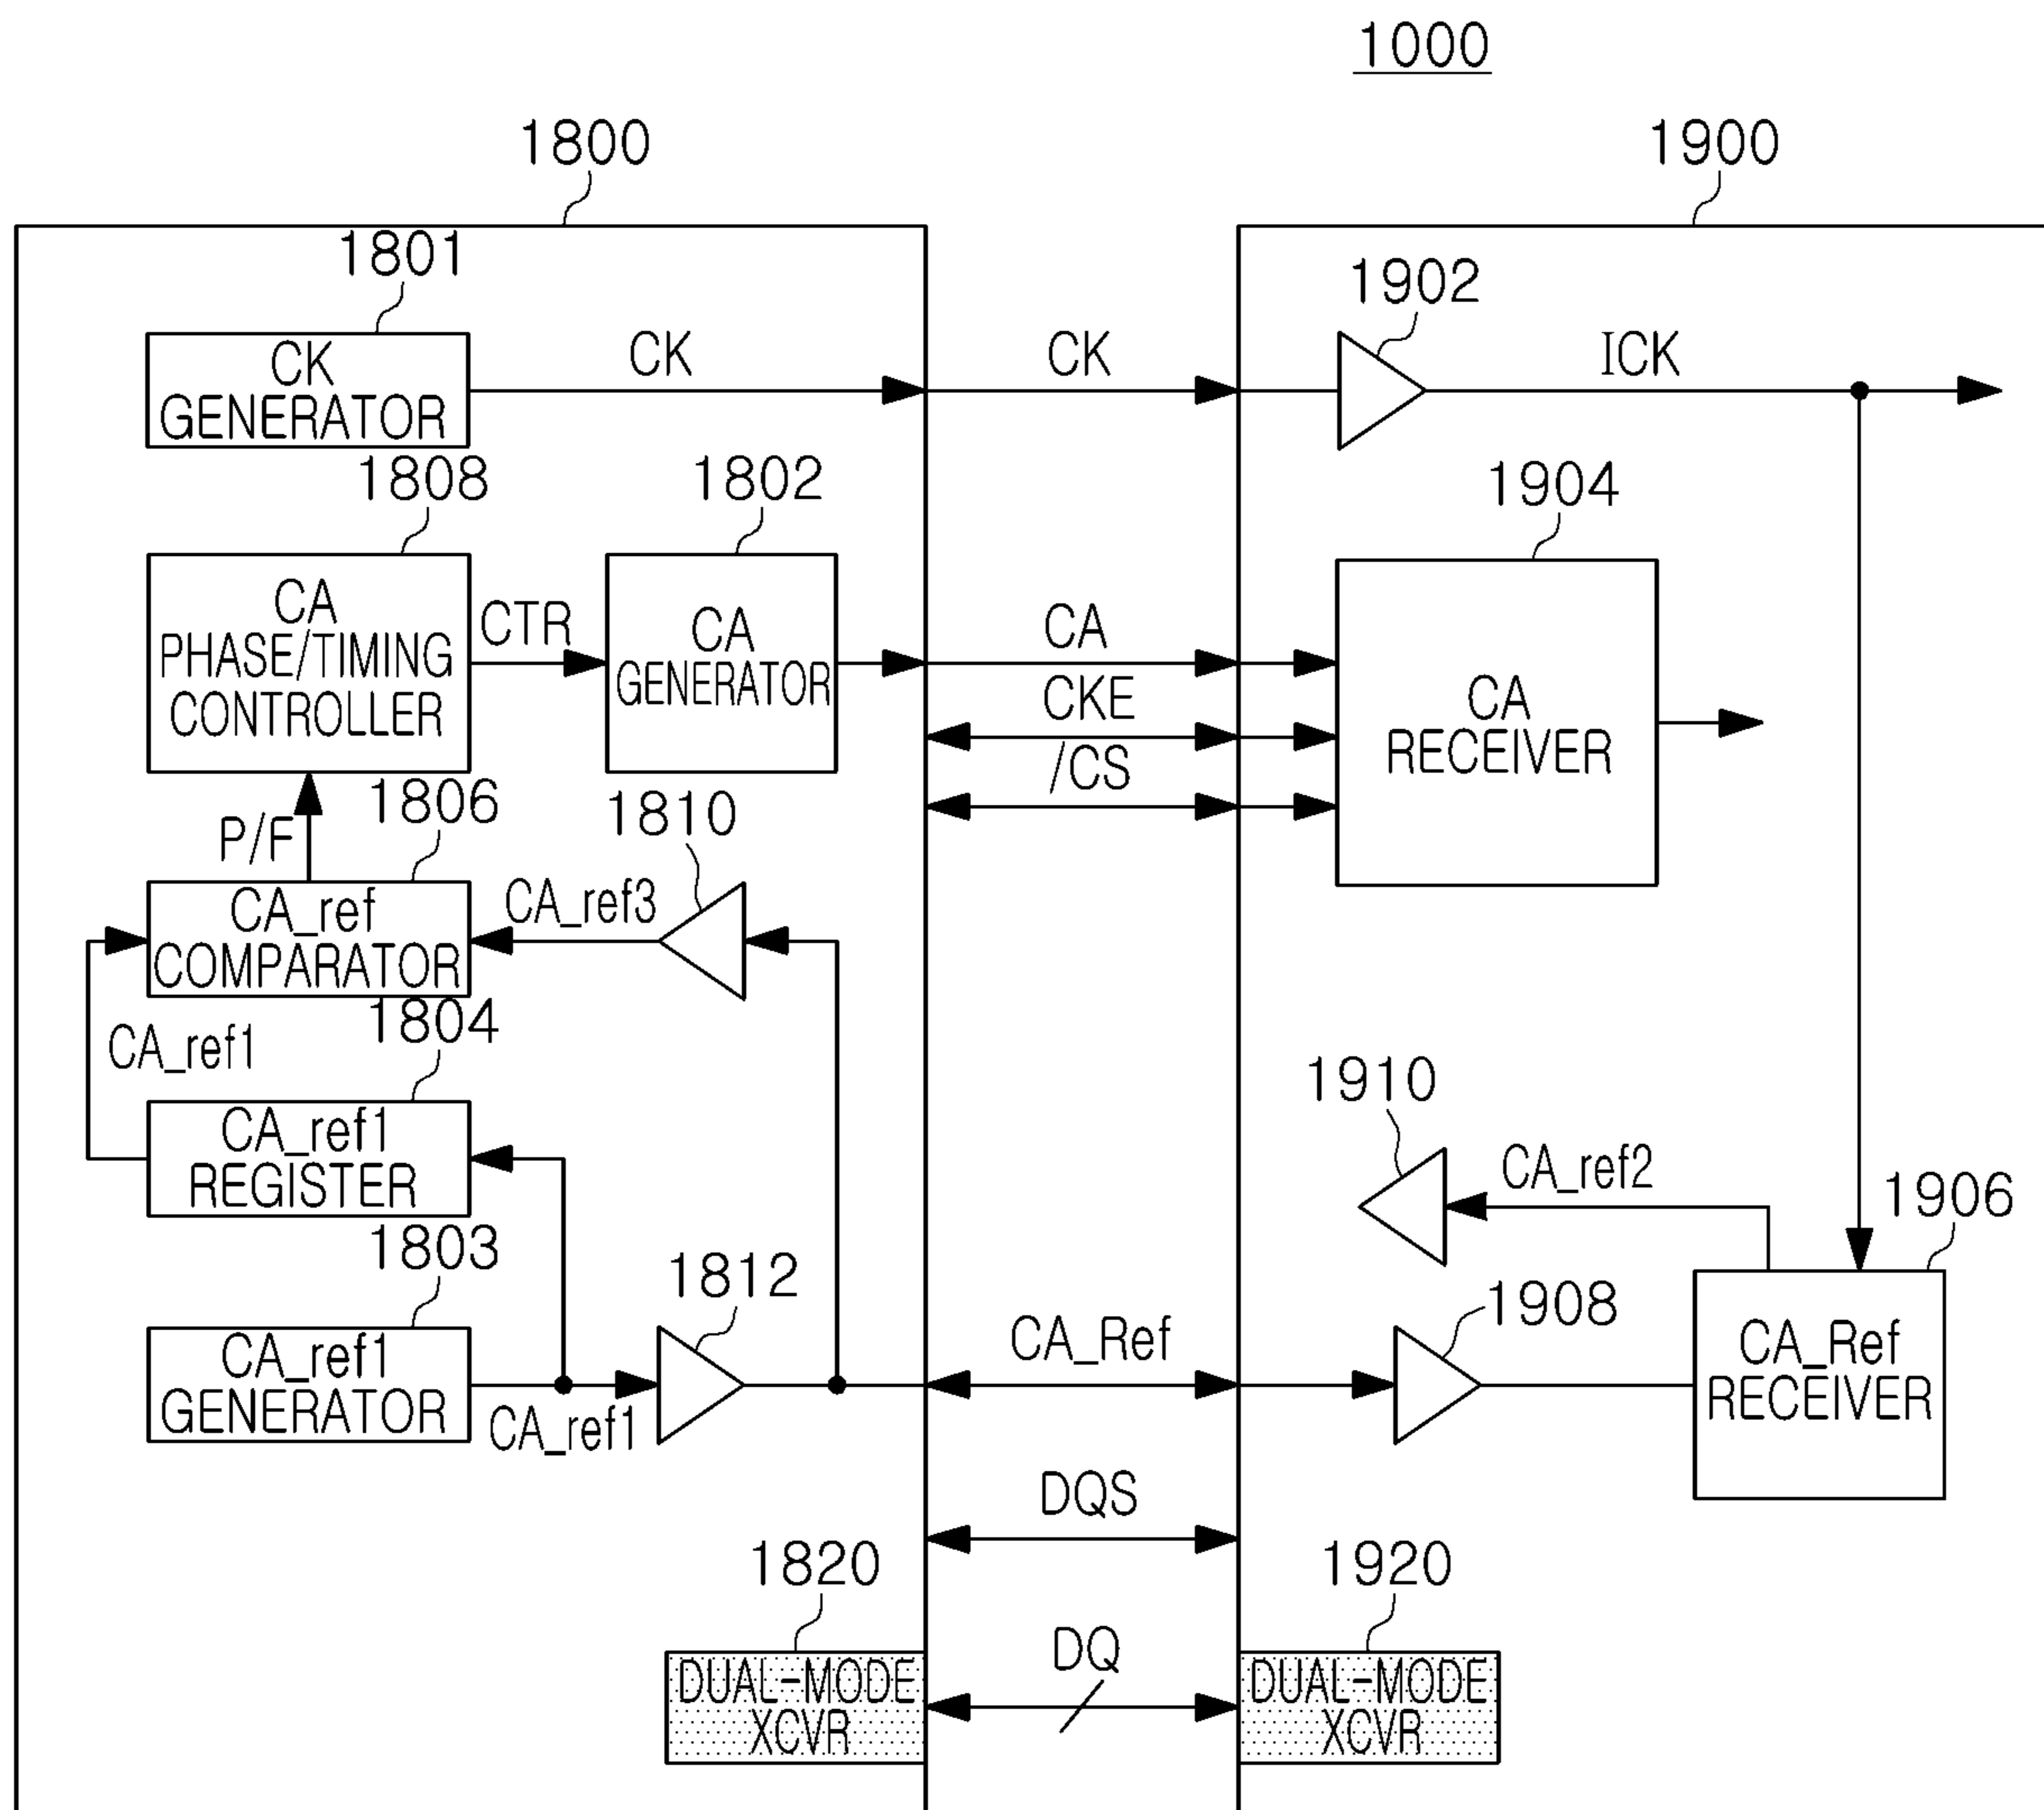 1000
1800
1900
1801
1902
CK
GENERATOR
CK
CK
ICK
1808
1802
1904
CA
PHASE/TIMING
CONTROLLER
CTR
CA
GENERATOR
CA
CKE
/CS
CA
RECEIVER
P/F
1806
1810
CA_ref
COMPARATOR
CA_ref3
1804
CA_ref1
1910
CA_ref1
REGISTER
CA_ref2
1906
1803
1812
1908
CA_ref1
GENERATOR
CA_ref1
CA_Ref
CA_Ref
RECEIVER
DQS
1820
1920
DUAL-MODE
XCVR
DQ
DUAL-MODE
XCVR